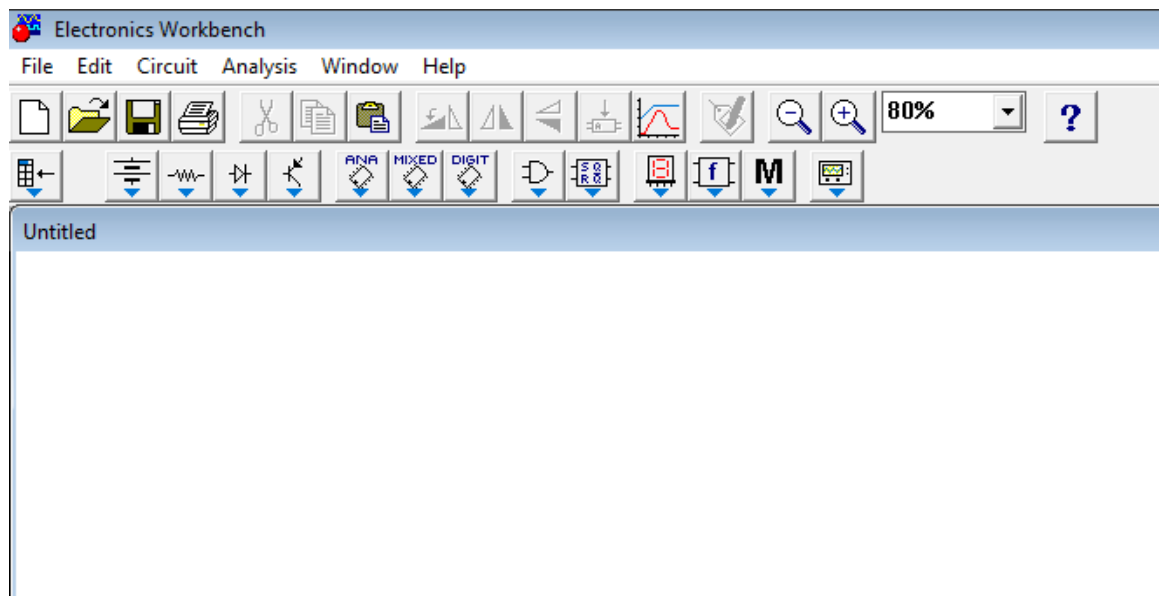 Electronics Workbench
File Edit Circuit Analysis Window Help
80% ?
ANA MIXED DIGIT f M
Untitled